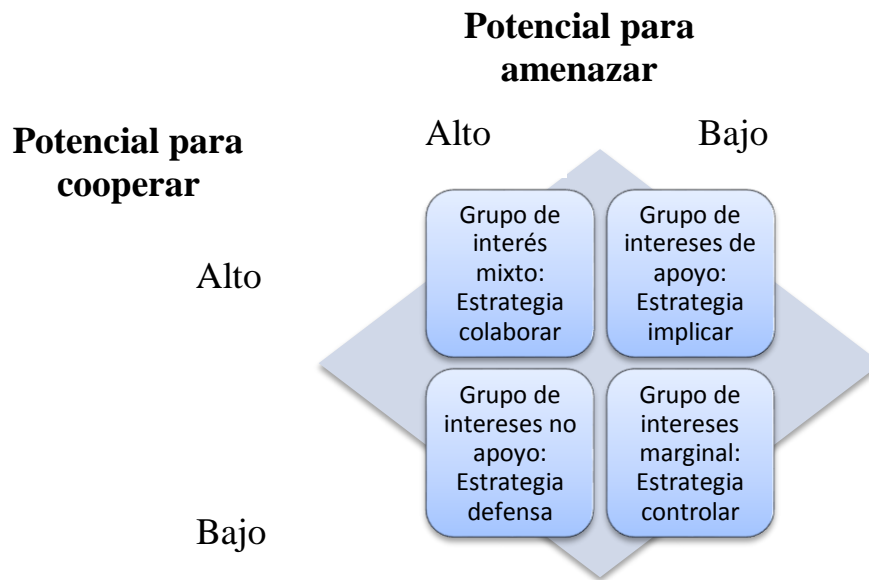 Potencial para
amenazar
Potencial para
cooperar
Alto
Bajo
Alto
Grupo de
interés
mixto:
Estrategia
colaborar
Grupo de
intereses de
apoyo:
Estrategia
implicar
Grupo de
intereses no
apoyo:
Estrategia
defensa
Grupo de
intereses
marginal:
Estrategia
controlar
Bajo